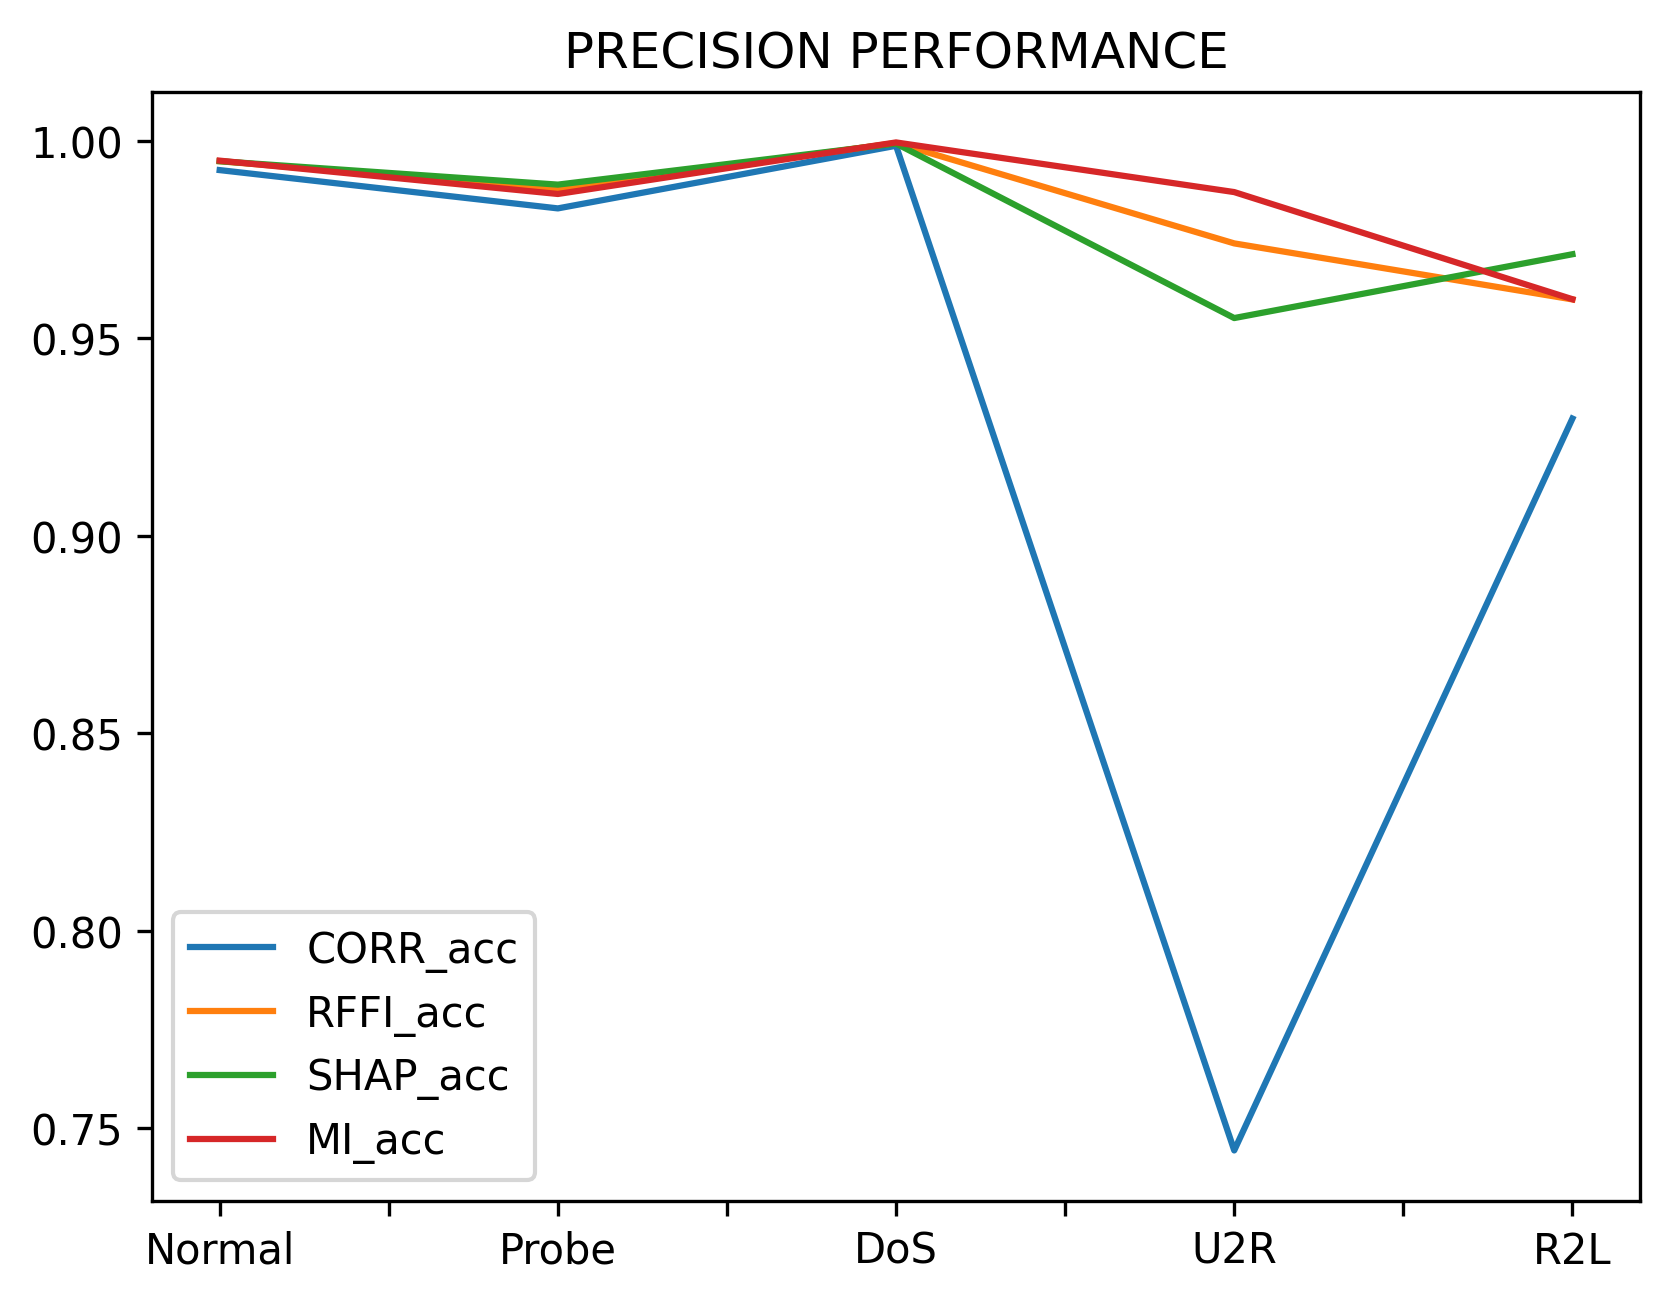 PRECISION PERFORMANCE
1.00
0.95
0.90
0.85
0.80
0.75
CORR_acc
RFFI_acc
SHAP_acc
MI_acc
Normal Probe DoS U2R R2L